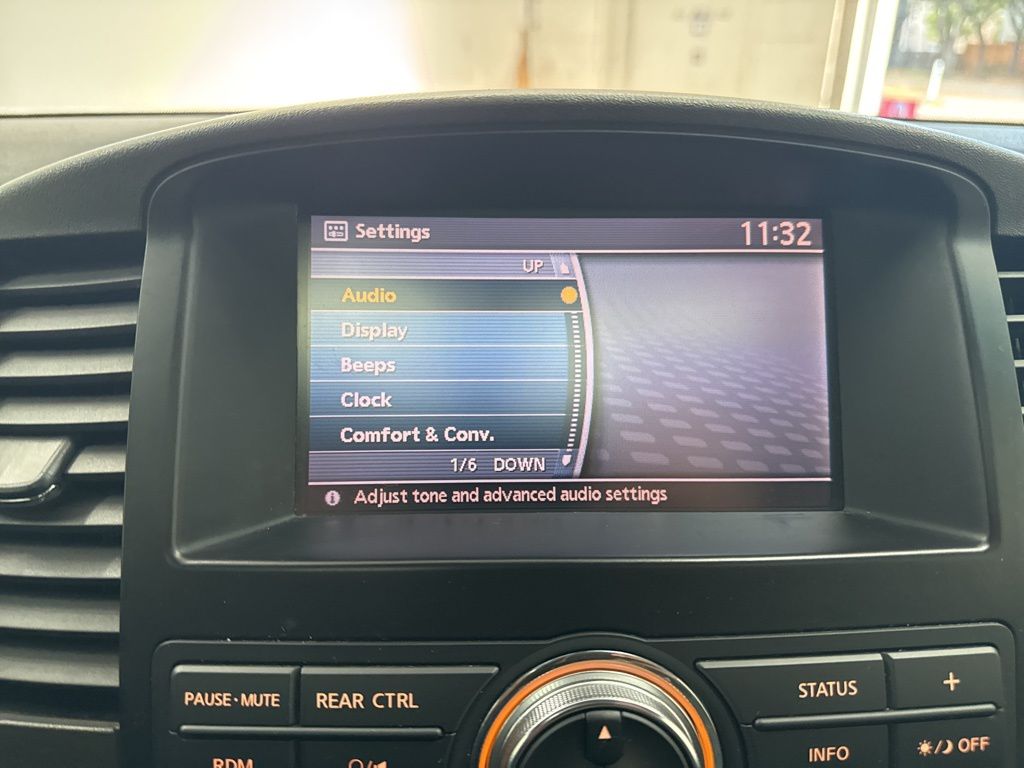 Settings
11:32
UP
Audio
Display
Beeps
Clock
Comfort & Conv.
1/6 DOWN
Adjust tone and advanced audio settings
PAUSE·MUTE
REAR CTRL
STATUS
+
RDM
INFO
OFF